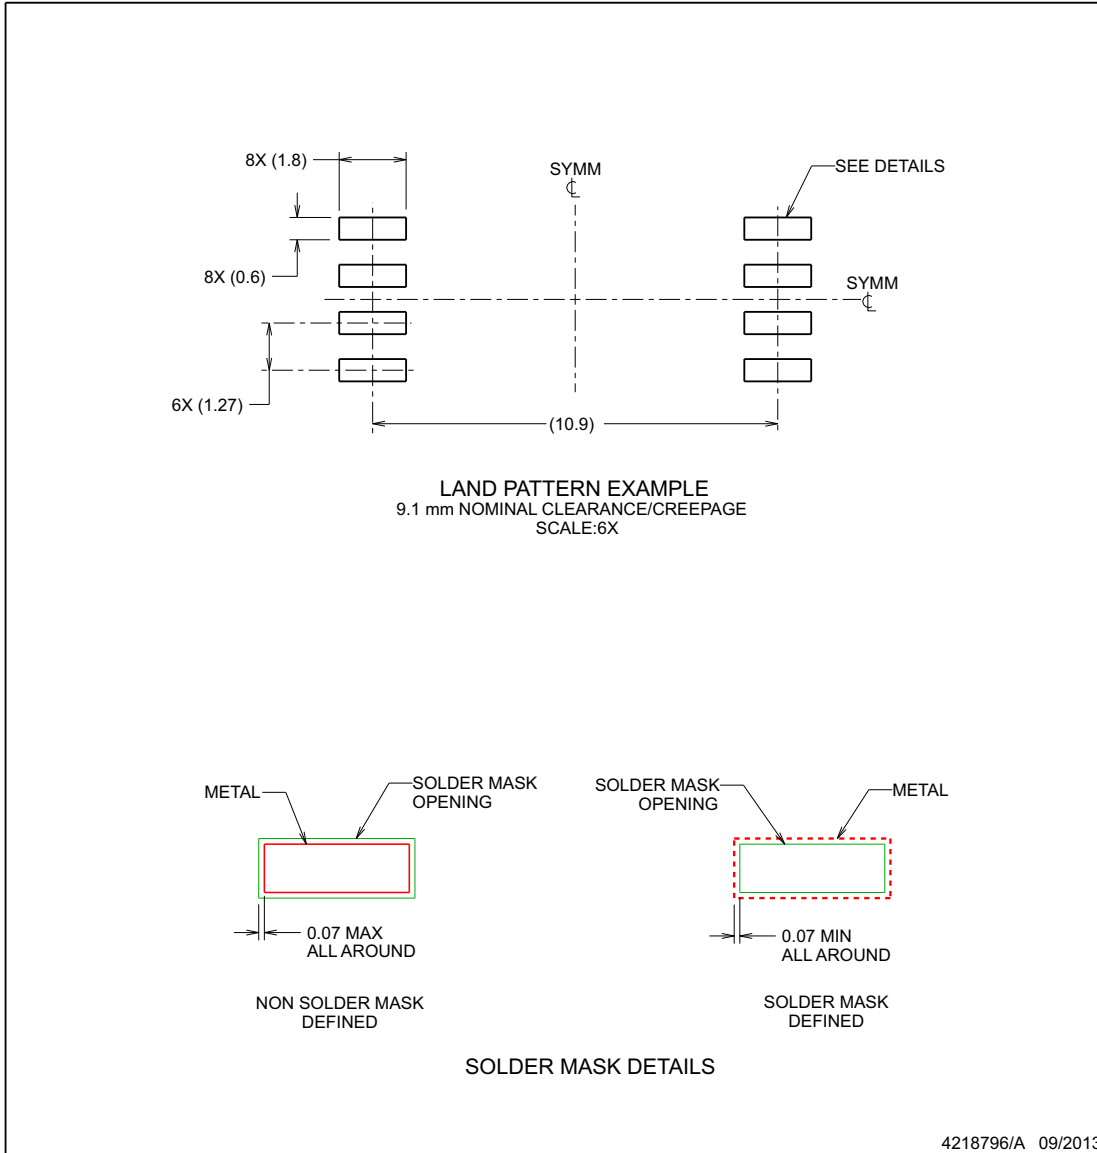 8X (1.8)
SYMM
SEE DETAILS
8X (0.6)
SYMM
6X (1.27)
(10.9)
LAND PATTERN EXAMPLE
9.1 mm NOMINAL CLEARANCE/CREEPAGE
SCALE:6X
METAL
SOLDER MASK
OPENING
SOLDER MASK
OPENING
METAL
0.07 MAX
ALL AROUND
0.07 MIN
ALL AROUND
NON SOLDER MASK
DEFINED
SOLDER MASK
DEFINED
SOLDER MASK DETAILS
4218796/A 09/2013